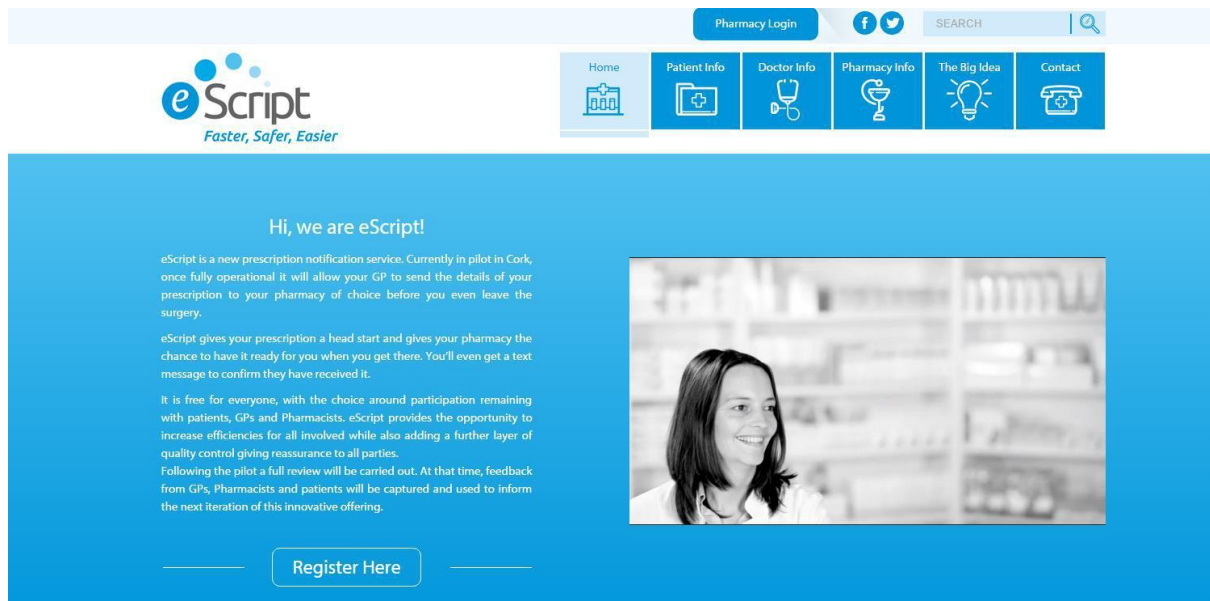 Pharmacy Login
SEARCH
eScript
Faster, Safer, Easier
Home
Patient Info
Doctor Info
Pharmacy Info
The Big Idea
Contact
Hi, we are eScript!
eScript is a new prescription notification service. Currently in pilot in Cork,
once fully operational it will allow your GP to send the details of your
prescription to your pharmacy of choice before you even leave the
surgery.
eScript gives your prescription a head start and gives your pharmacy the
chance to have it ready for you when you get there. You'll even get a text
message to confirm they have received it.
It is free for everyone, with the choice around participation remaining
with patients, GPs and Pharmacists. eScript provides the opportunity to
increase efficiencies for all involved while also adding a further layer of
quality control giving reassurance to all parties.
Following the pilot a full review will be carried out. At that time, feedback
from GPs, Pharmacists and patients will be captured and used to inform
the next iteration of this innovative offering.
Register Here